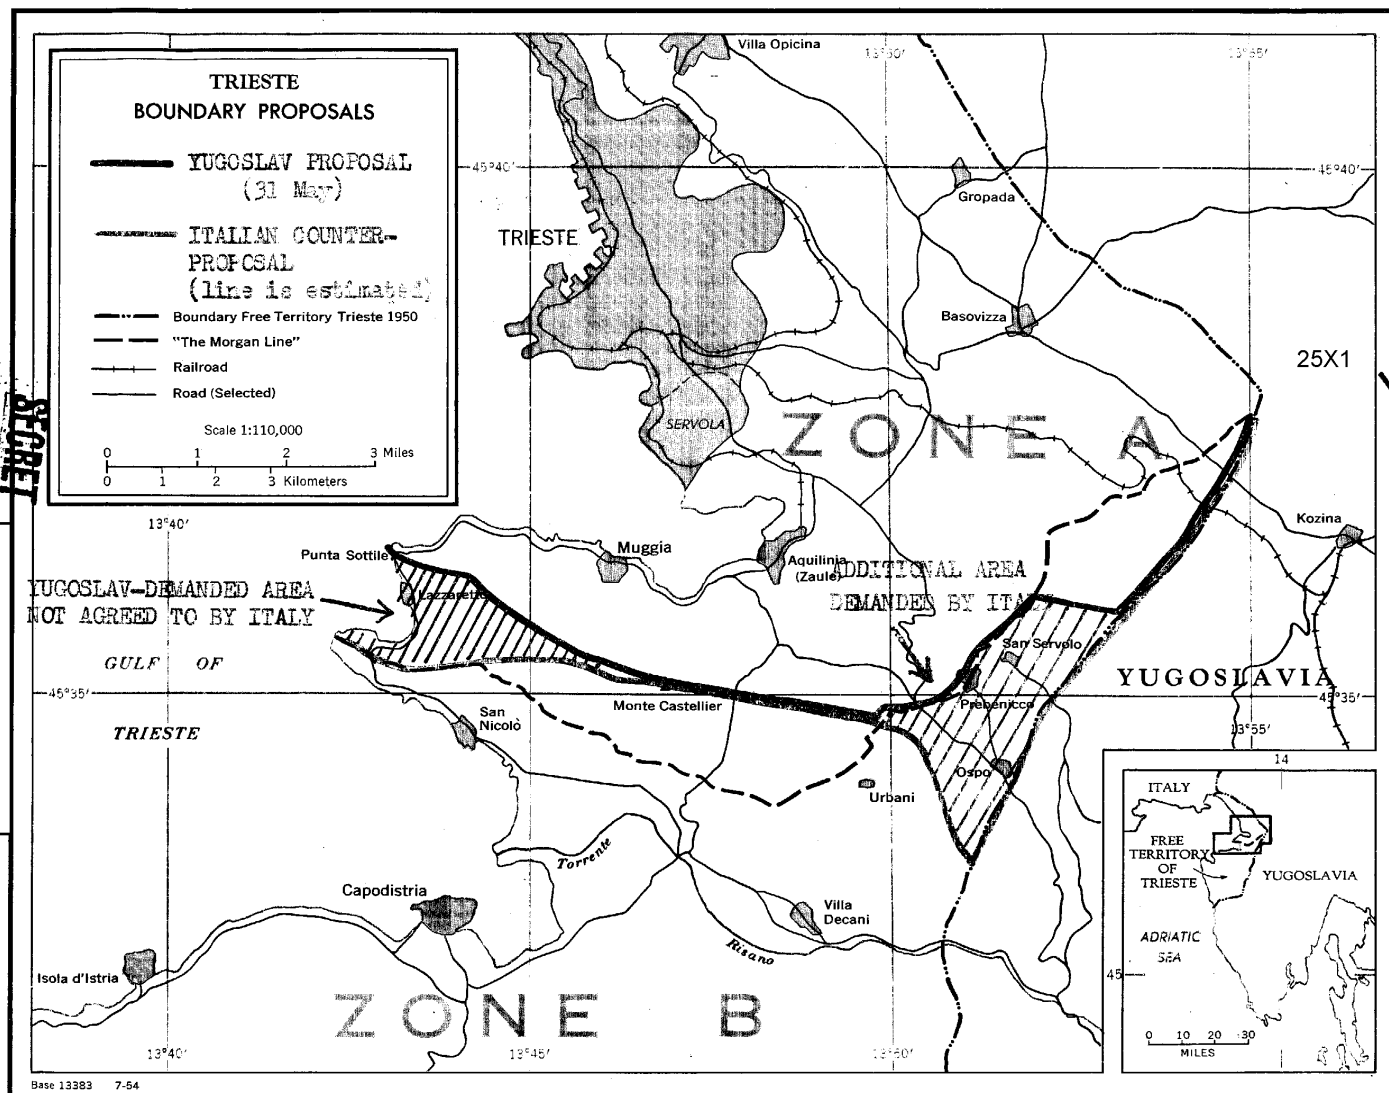 TRIESTE
BOUNDARY PROPOSALS
YUGOSLAV PROPOSAL
(31 May)
ITALIAN COUNTER-
PROPOSAL
(line is estimated)
Boundary Free Territory Trieste 1950
"The Morgan Line"
Railroad
Road (Selected)
Scale 1:110,000
0 1 2 3 Miles
0 1 2 3 Kilometers
SECRET
Villa Opicina
13°50'
13°55'
45°40'
45°40'
Gropada
TRIESTE
Basovizza
25X1
SERVOLA
ZONE A
13°40'
Kozina
Punta Sottile
Muggia
Aquilinia
(Zaule)
ADDITIONAL AREA
DEMANDED BY ITALY
YUGOSLAV-DEMANDED AREA
NOT AGREED TO BY ITALY
Lazzaretto
San Servolo
GULF OF
TRIESTE
YUGOSLAVIA
45°35'
45°35'
Prebenicco
Monte Castellier
San
Nicolò
13°55'
Ospo
Urbani
Torrente
Risano
Capodistria
Villa
Decani
Isola d'Istria
ZONE B
13°40'
13°45'
13°50'
14
ITALY
FREE
TERRITORY
OF
TRIESTE
YUGOSLAVIA
ADRIATIC
SEA
45
0 10 20 30
MILES
Base 13383 7-54